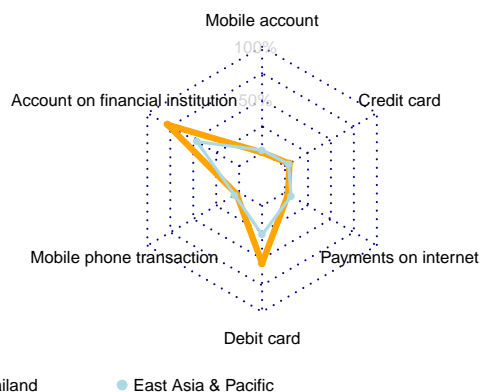 Mobile account
100%
Account on financial institution
50%
Credit card
Mobile phone transaction
Payments on internet
Debit card
ailand
East Asia & Pacific